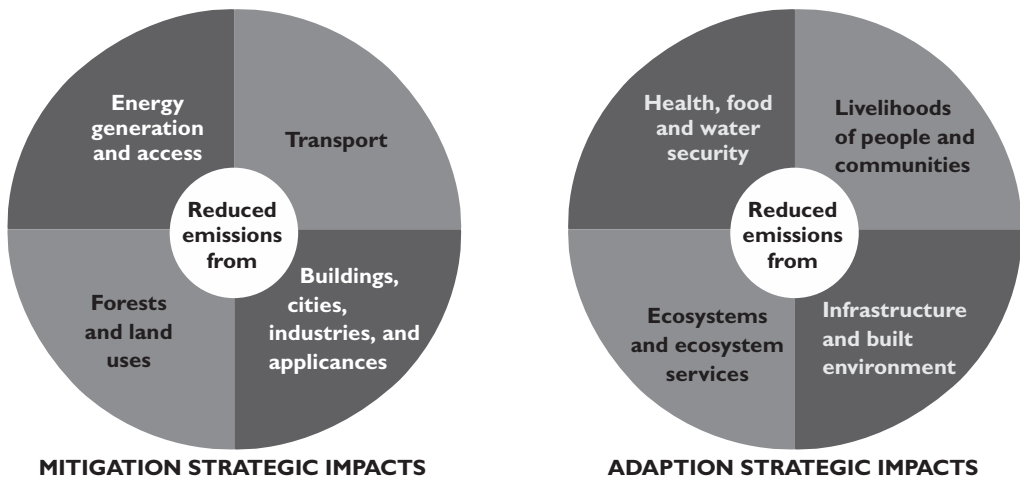 Energy
generation
and access
Transport
Reduced
emissions
from
Forests
and land
uses
Buildings,
cities,
industries, and
applicances
MITIGATION STRATEGIC IMPACTS
Health, food
and water
security
Livelihoods
of people and
communities
Reduced
emissions
from
Ecosystems
and ecosystem
services
Infrastructure
and built
environment
ADAPTION STRATEGIC IMPACTS